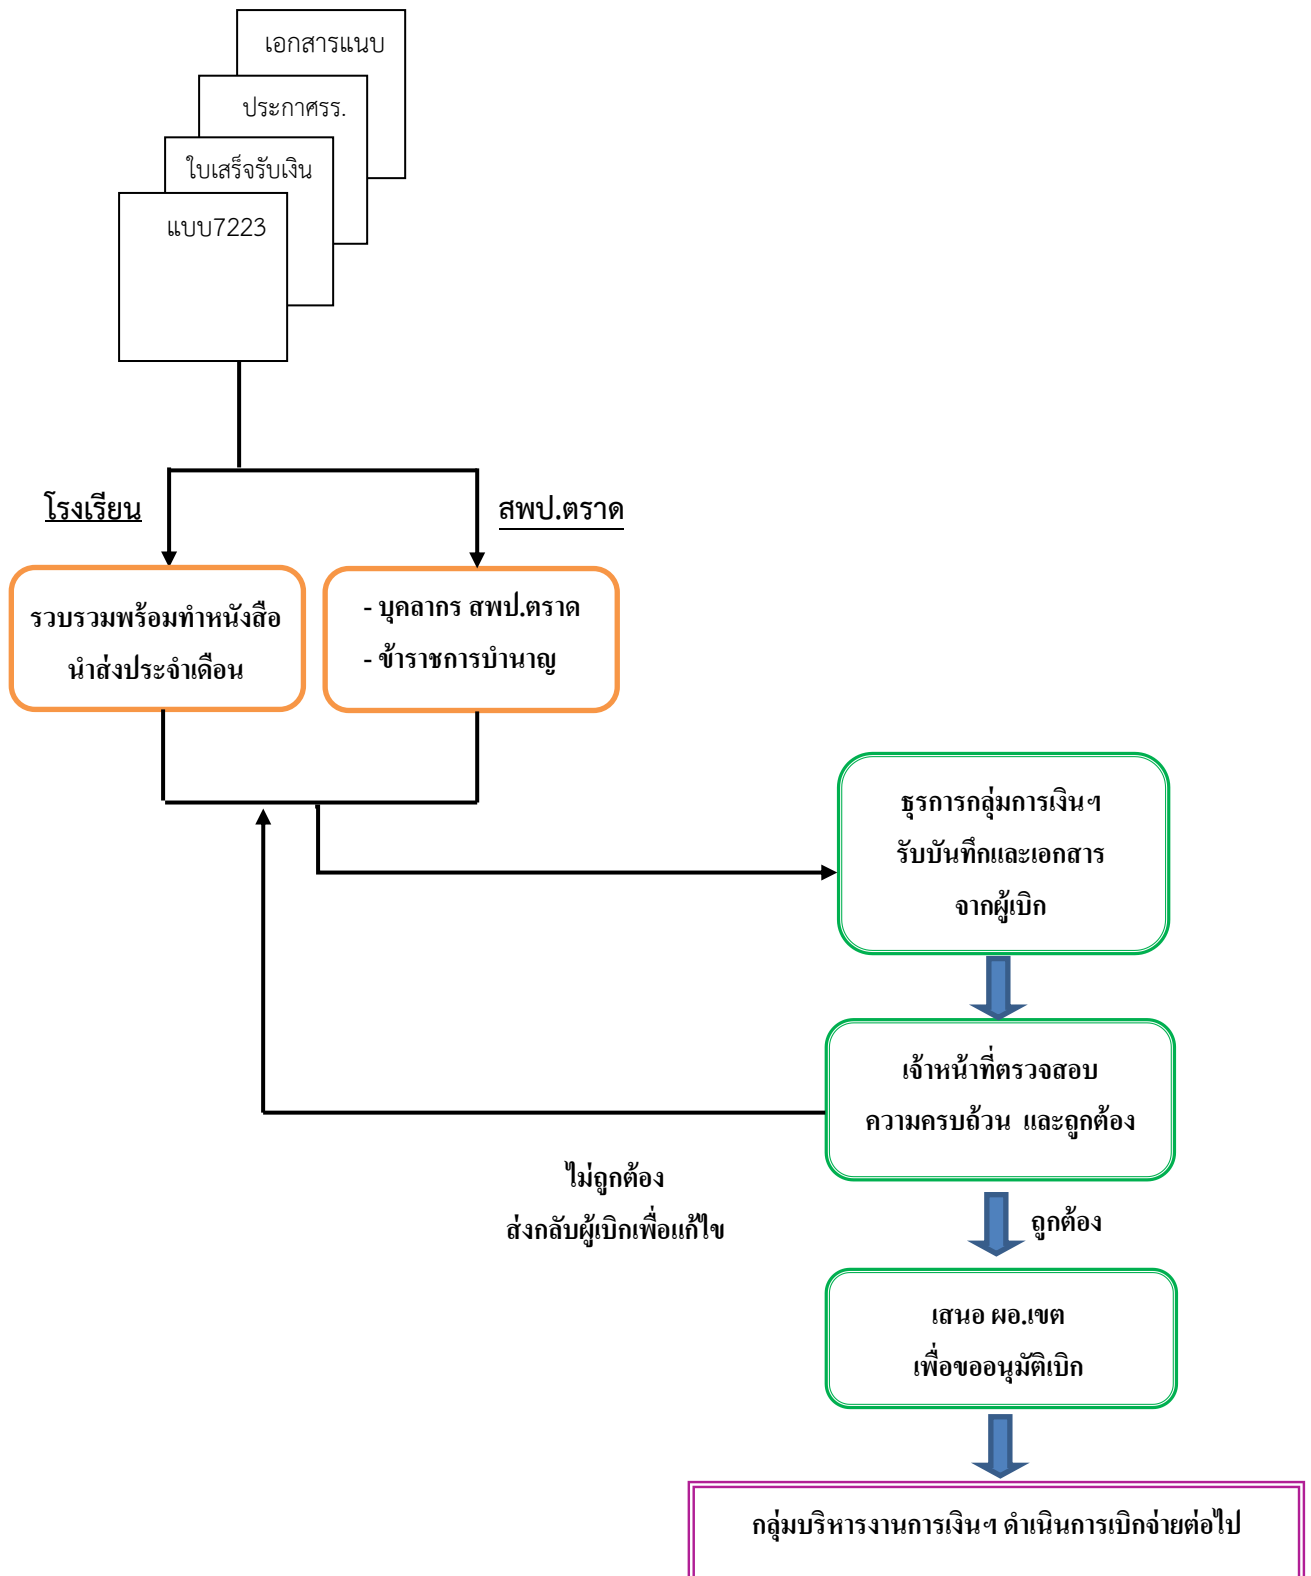 เอกสารแนบ
ประกาศรร.
ใบเสร็จรับเงิน
แบบ7223
โรงเรียน
สพป.ตราด
รวบรวมพร้อมทำหนังสือ
นำส่งประจำเดือน
- บุคลากร สพป.ตราด
- ข้าราชการบำนาญ
ธุรการกลุ่มการเงินฯ
รับบันทึกและเอกสาร
จากผู้เบิก
เจ้าหน้าที่ตรวจสอบ
ความครบถ้วน และถูกต้อง
ไม่ถูกต้อง
ส่งกลับผู้เบิกเพื่อแก้ไข
ถูกต้อง
เสนอ ผอ.เขต
เพื่อขออนุมัติเบิก
กลุ่มบริหารงานการเงินฯ ดำเนินการเบิกจ่ายต่อไป